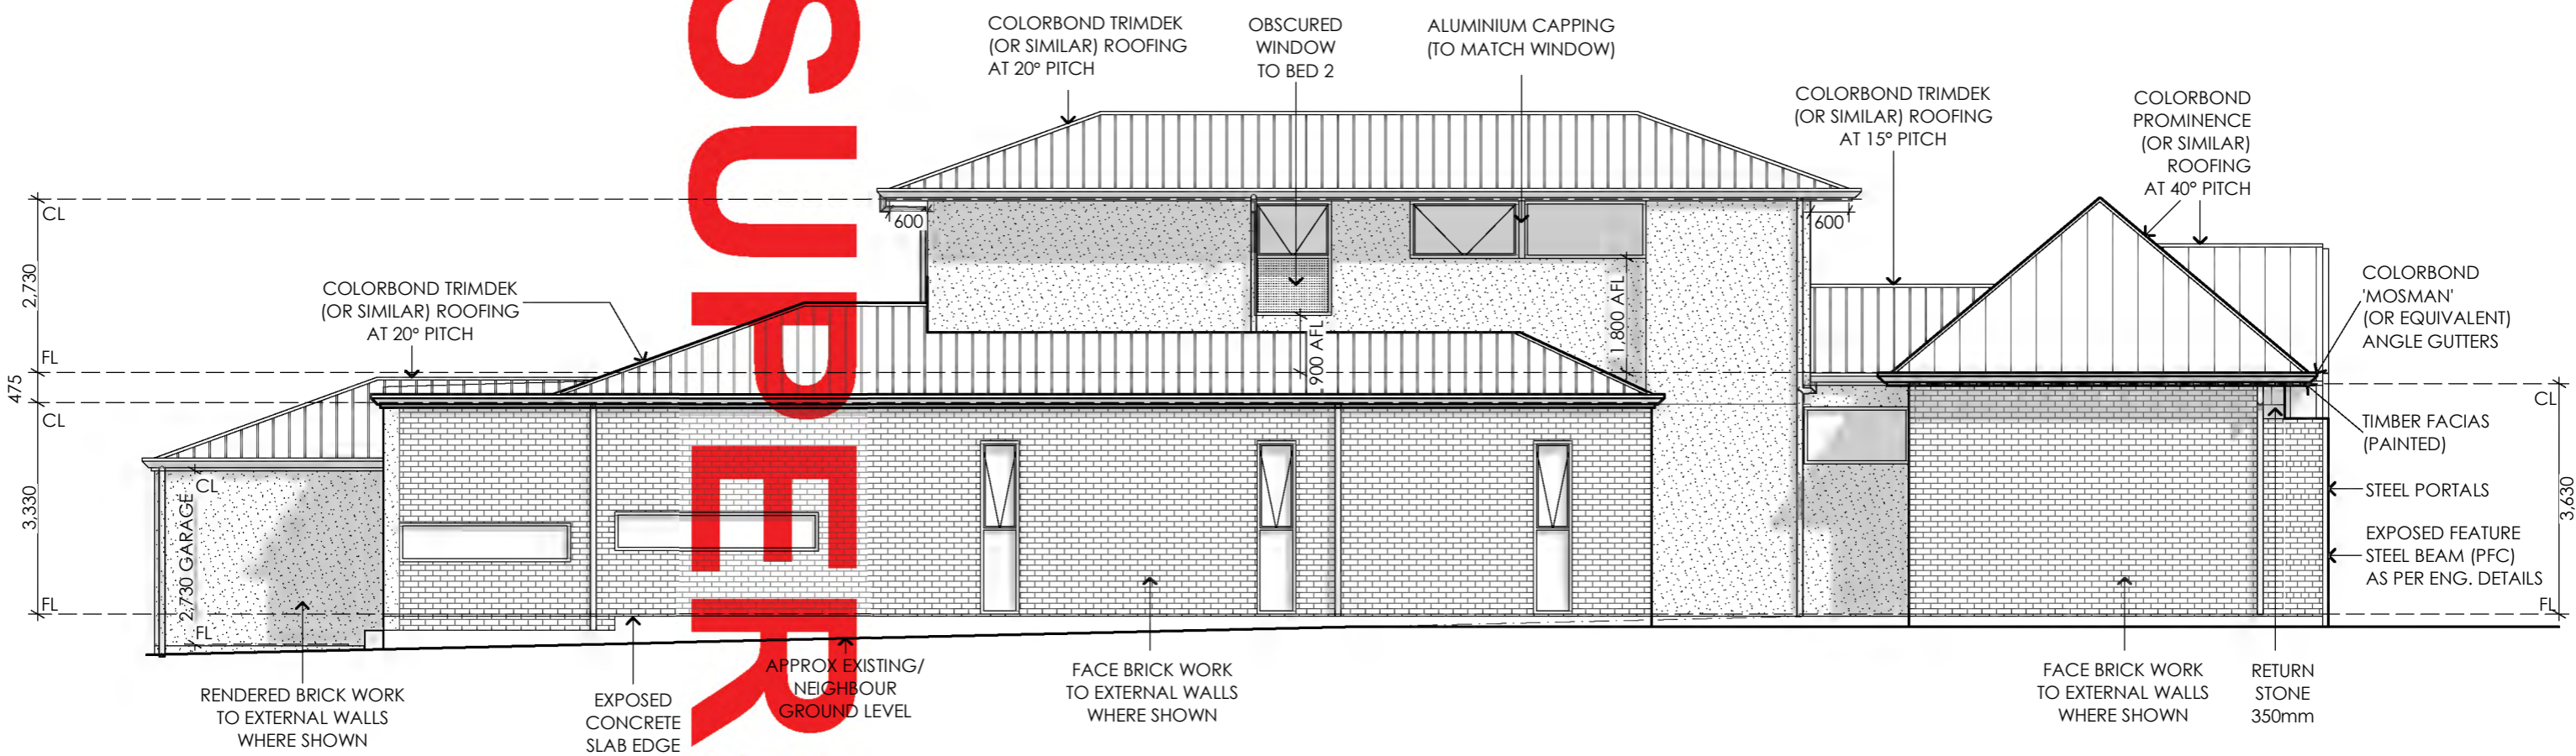 SUPER
COLORBOND TRIMDEK
(OR SIMILAR) ROOFING
AT 20° PITCH
OBSCURED
WINDOW
TO BED 2
ALUMINIUM CAPPING
(TO MATCH WINDOW)
COLORBOND TRIMDEK
(OR SIMILAR) ROOFING
AT 15° PITCH
COLORBOND
PROMINENCE
(OR SIMILAR)
ROOFING
AT 40° PITCH
CL
600
600
2,730
COLORBOND TRIMDEK
(OR SIMILAR) ROOFING
AT 20° PITCH
COLORBOND
'MOSMAN'
(OR EQUIVALENT)
ANGLE GUTTERS
1,800 AFL
900 AFL
FL
475
CL
CL
TIMBER FACIAS
(PAINTED)
CL
3,330
2,730 GARAGE
STEEL PORTALS
3,630
EXPOSED FEATURE
STEEL BEAM (PFC)
AS PER ENG. DETAILS
FL
FL
FL
RENDERED BRICK WORK
TO EXTERNAL WALLS
WHERE SHOWN
EXPOSED
CONCRETE
SLAB EDGE
APPROX EXISTING/
NEIGHBOUR
GROUND LEVEL
FACE BRICK WORK
TO EXTERNAL WALLS
WHERE SHOWN
FACE BRICK WORK
TO EXTERNAL WALLS
WHERE SHOWN
RETURN
STONE
350mm